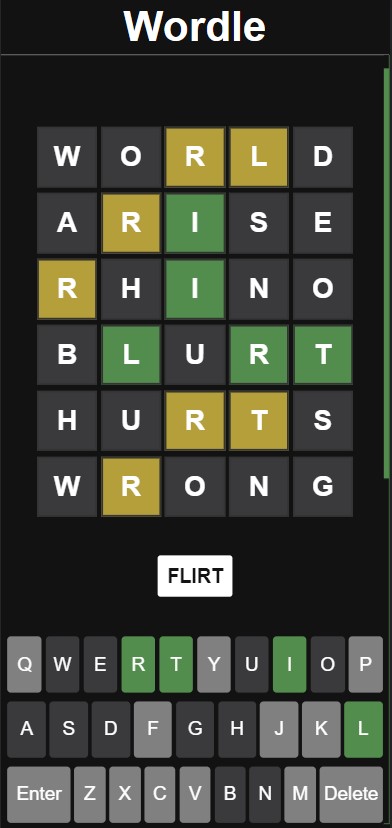 Wordle
W O R L D
A R I S E
R H I N O
B L U R T
H U R T S
W R O N G
FLIRT
Q W E R T Y U I O P
A S D F G H J K L
Enter Z X C V B N M Delete